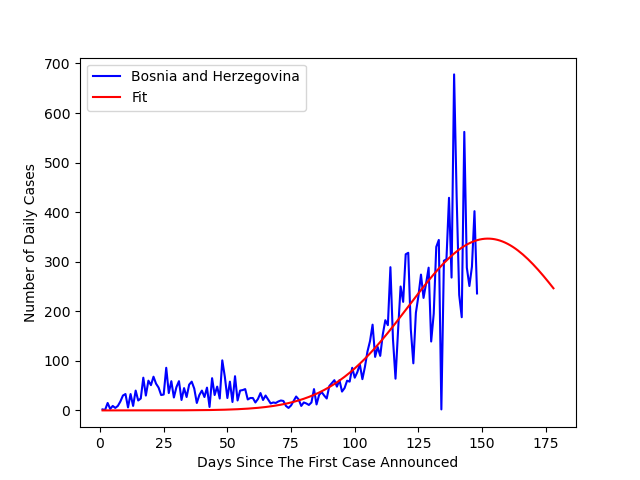 Bosnia and Herzegovina
Fit
700
600
500
400
300
200
100
0
Number of Daily Cases
0 25 50 75 100 125 150 175
Days Since The First Case Announced